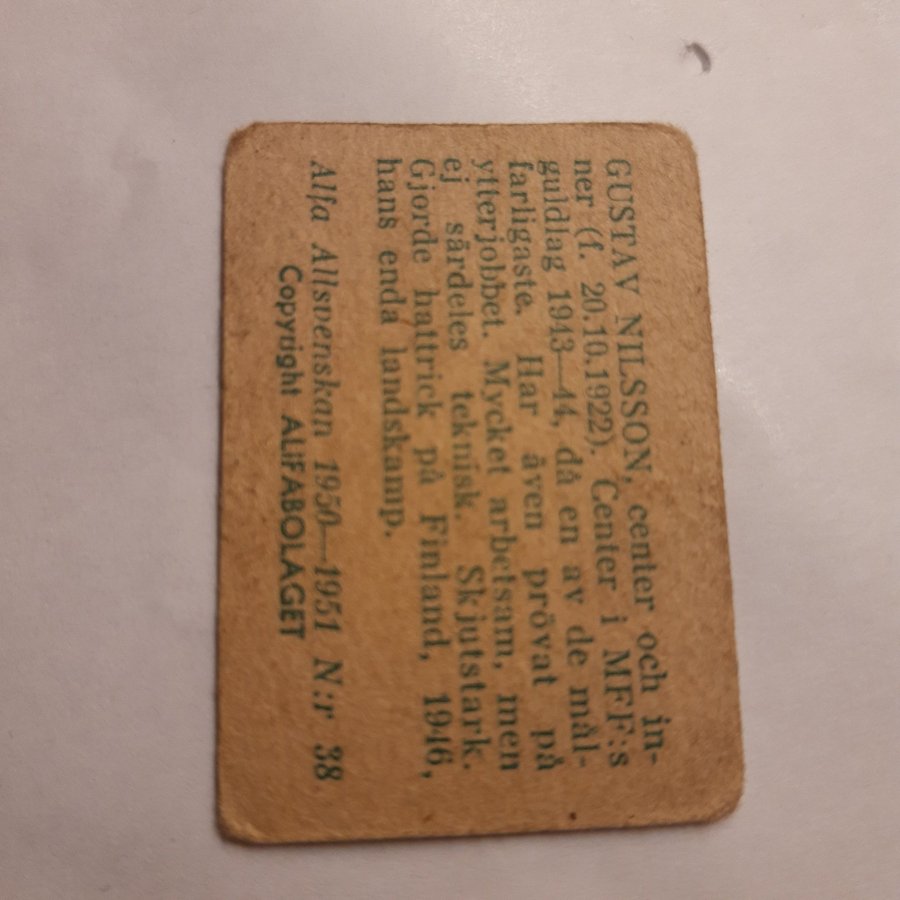 GUSTAV NILSSON, center och in-
ner (f. 20.10.1922). Center i MFF:s
guldlag 1943—44, då en av de mål-
farligaste. Har även prövat på
ytterjobbet. Mycket arbetsam, men
ej särdeles teknisk. Skjutstark.
Gjorde hattrick på Finland, 1946,
hans enda landskamp.
Alfa Allsvenskan 1950—1951 N:r 38
Copyright ALIFABOLAGET